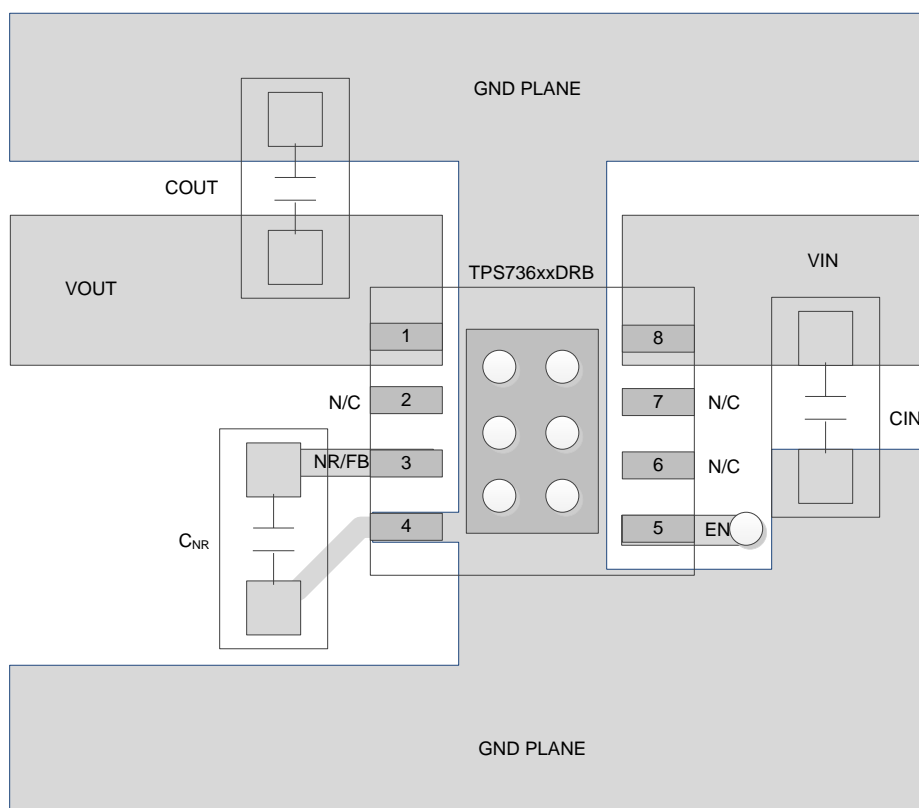 GND PLANE
COUT
TPS736xxDRB
VIN
VOUT
1
8
N/C
2
7
N/C
CIN
NR/FB
3
6
N/C
4
5
EN
CNR
GND PLANE